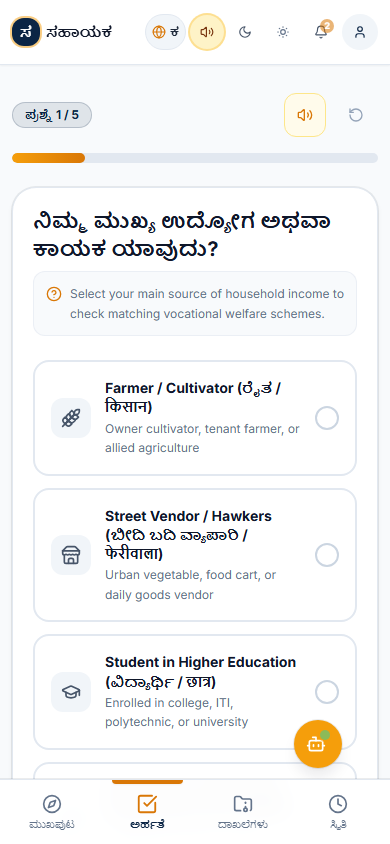 ಸ ಸಹಾಯಕ ಕ 2
ಪ್ರಶ್ನೆ 1 / 5
ನಿಮ್ಮ ಮುಖ್ಯ ಉದ್ಯೋಗ ಅಥವಾ
ಕಾಯಕ ಯಾವುದು?
Select your main source of household income to
check matching vocational welfare schemes.
Farmer / Cultivator (ರೈತ /
किसान)
Owner cultivator, tenant farmer, or
allied agriculture
Street Vendor / Hawkers
(ಬೀದಿ ಬದಿ ವ್ಯಾಪಾರಿ /
फेरीवाला)
Urban vegetable, food cart, or
daily goods vendor
Student in Higher Education
(ವಿದ್ಯಾರ್ಥಿ / छात्र)
Enrolled in college, ITI,
polytechnic, or university
ಮುಖಪುಟ ಅರ್ಹತೆ ದಾಖಲೆಗಳು ಸ್ಥಿತಿ